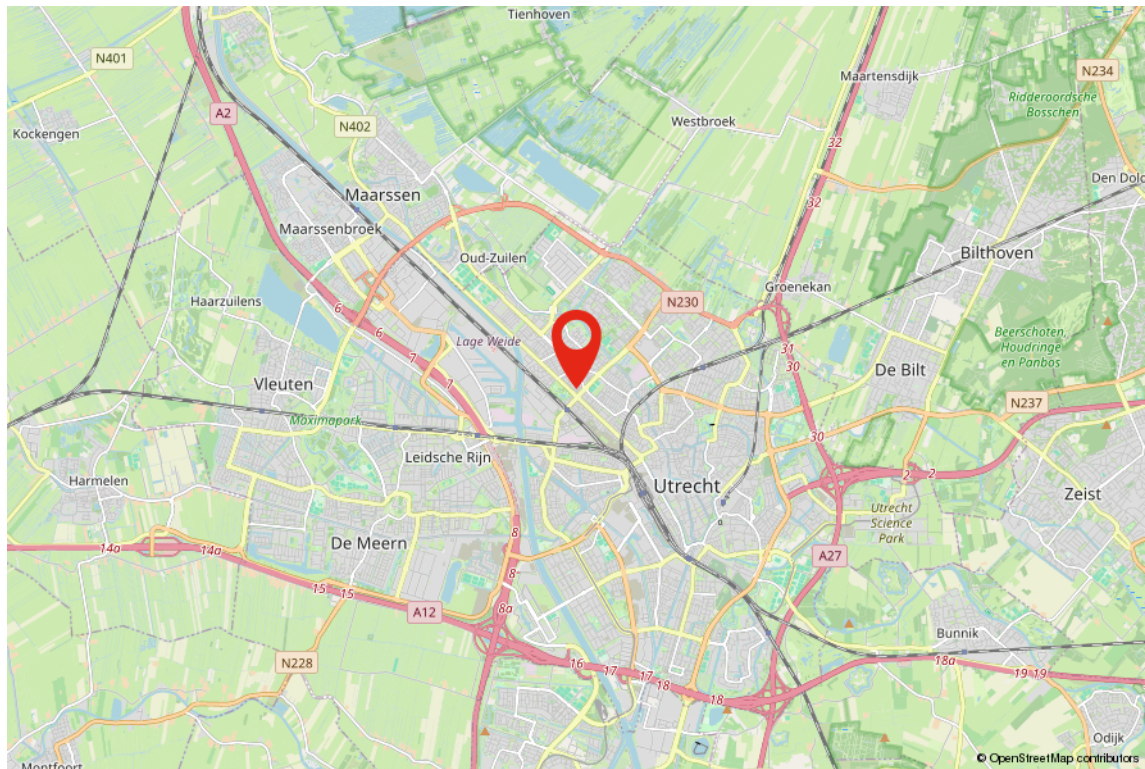 Tienhoven
N401
N234
Maartensdijk
A2
Ridderoordsche
Bosschen
Kockengen
N402
Westbroek
32
Den Dold
Maarssen
32
Maarssenbroek
Bilthoven
Oud-Zuilen
Groenekan
Haarzuilens
N230
6
6
Lage Weide
Beerschoten,
Houdringe
en Panbos
7
31
30
De Bilt
Vleuten
7
N237
Máximapark
30
Leidsche Rijn
2
2
Harmelen
Utrecht
Zeist
Utrecht
Science
Park
8
De Meern
14a
14a
A27
8
15
15
8a
A12
Bunnik
N228
16
17
17
18
18
18a
19
19
Odijk
Montfoort
© OpenStreetMap contributors